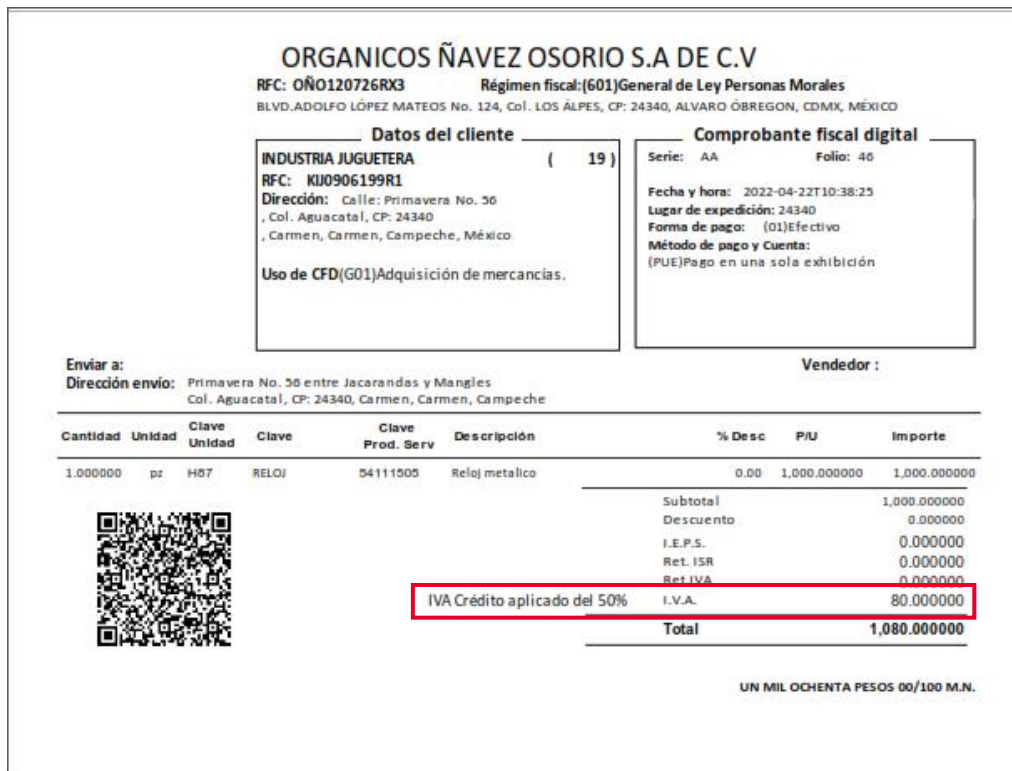 ORGANICOS ÑAVEZ OSORIO S.A DE C.V
RFC: OÑO120726RX3 Régimen fiscal:(601)General de Ley Personas Morales
BLVD.ADOLFO LÓPEZ MATEOS No. 124, Col. LOS ÁLPES, CP: 24340, ALVARO ÓBREGON, CDMX, MÉXICO
Datos del cliente
INDUSTRIA JUGUETERA ( 19 )
RFC: KIJ0906199R1
Dirección: Calle: Primavera No. 56
, Col. Aguacatal, CP: 24340
, Carmen, Carmen, Campeche, México
Uso de CFD(G01)Adquisición de mercancías.
Comprobante fiscal digital
Serie: AA Folio: 46
Fecha y hora: 2022-04-22T10:38:25
Lugar de expedición: 24340
Forma de pago: (01)Efectivo
Método de pago y Cuenta:
(PUE)Pago en una sola exhibición
Enviar a: Vendedor :
Dirección envío: Primavera No. 56 entre Jacarandas y Mangles
Col. Aguacatal, CP: 24340, Carmen, Carmen, Campeche
Cantidad Unidad Clave Unidad Clave Clave Prod. Serv Descripción % Desc P/U Importe
1.000000 pz H87 RELOJ 54111505 Reloj metalico 0.00 1,000.000000 1,000.000000
Subtotal 1,000.000000
Descuento 0.000000
I.E.P.S. 0.000000
Ret. ISR 0.000000
Ret.IVA 0.000000
IVA Crédito aplicado del 50% I.V.A. 80.000000
Total 1,080.000000
UN MIL OCHENTA PESOS 00/100 M.N.